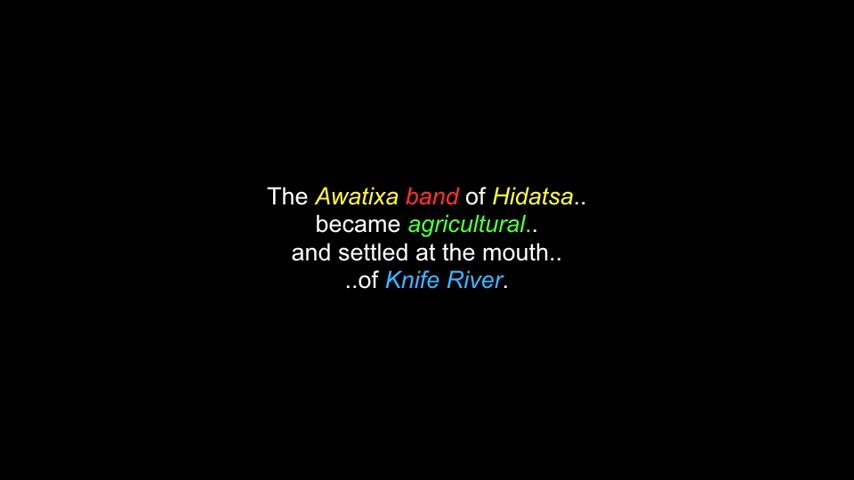 The Awatixa band of Hidatsa..
became agricultural..
and settled at the mouth..
..of Knife River.